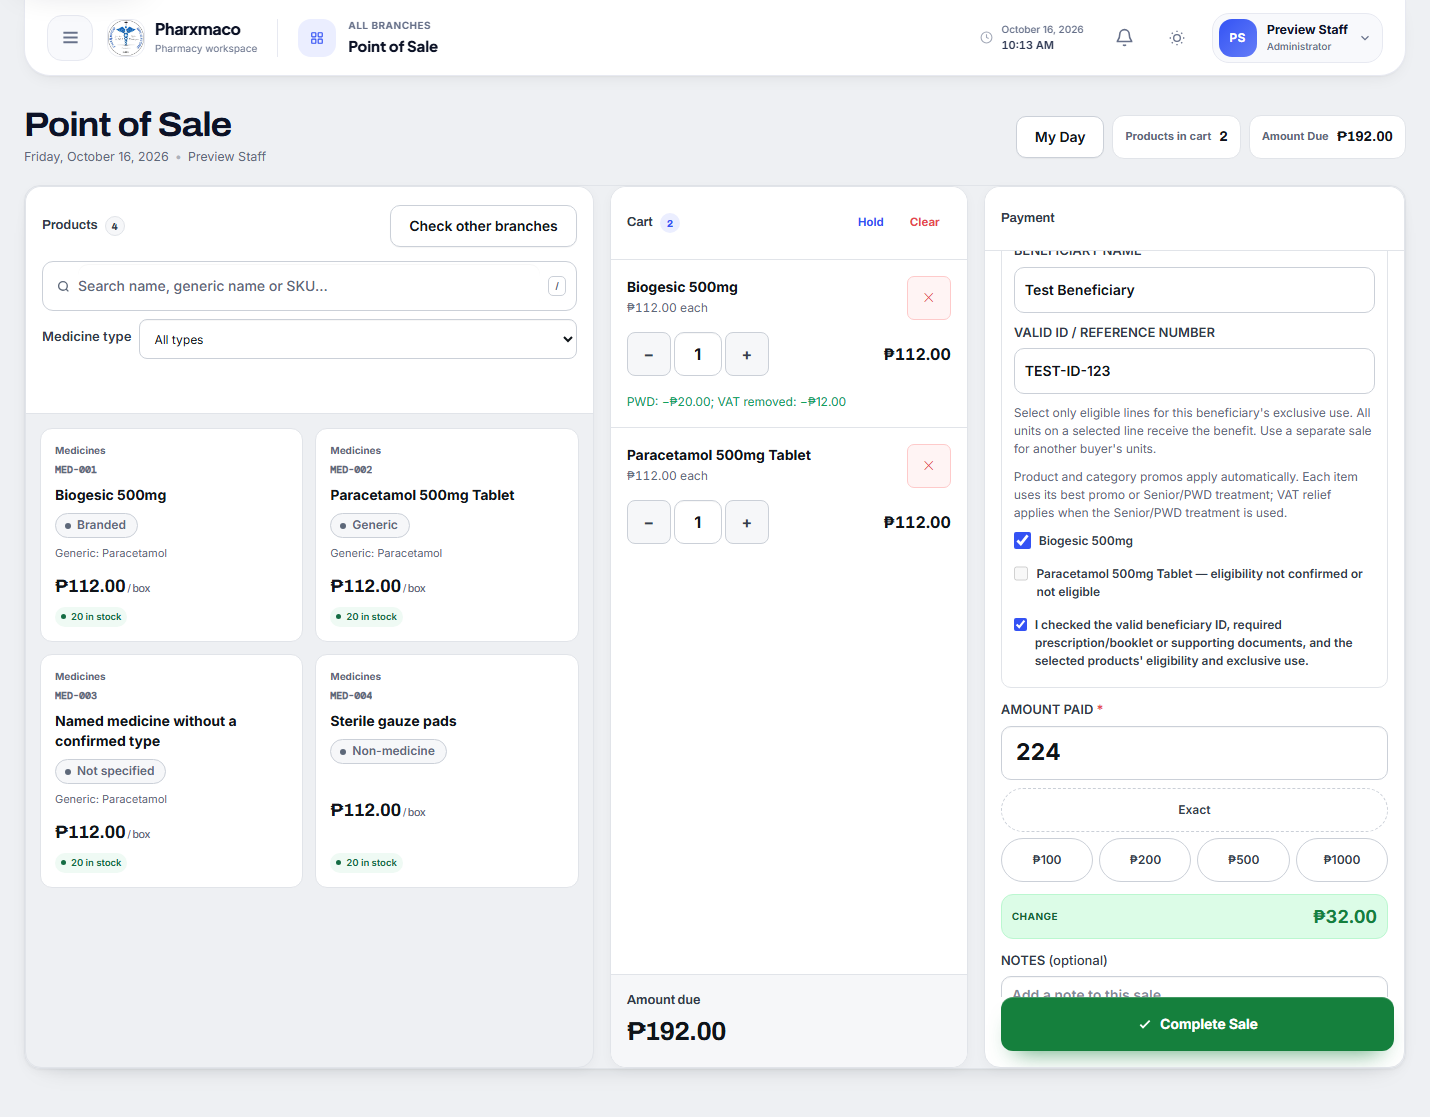 Pharxmaco
Pharmacy workspace
ALL BRANCHES
Point of Sale
October 16, 2026
10:13 AM
PS
Preview Staff
Administrator
Point of Sale
Friday, October 16, 2026 • Preview Staff
My Day
Products in cart 2
Amount Due ₱192.00
Products 4
Check other branches
Search name, generic name or SKU...
/
Medicine type
All types
Medicines
MED-001
Biogesic 500mg
Branded
Generic: Paracetamol
₱112.00 / box
20 in stock
Medicines
MED-002
Paracetamol 500mg Tablet
Generic
Generic: Paracetamol
₱112.00 / box
20 in stock
Medicines
MED-003
Named medicine without a
confirmed type
Not specified
Generic: Paracetamol
₱112.00 / box
20 in stock
Medicines
MED-004
Sterile gauze pads
Non-medicine
₱112.00 / box
20 in stock
Cart 2
Hold
Clear
Biogesic 500mg
₱112.00 each
− 1 +
₱112.00
PWD: −₱20.00; VAT removed: −₱12.00
Paracetamol 500mg Tablet
₱112.00 each
− 1 +
₱112.00
Amount due
₱192.00
Payment
BENEFICIARY NAME
Test Beneficiary
VALID ID / REFERENCE NUMBER
TEST-ID-123
Select only eligible lines for this beneficiary's exclusive use. All
units on a selected line receive the benefit. Use a separate sale
for another buyer's units.
Product and category promos apply automatically. Each item
uses its best promo or Senior/PWD treatment; VAT relief
applies when the Senior/PWD treatment is used.
Biogesic 500mg
Paracetamol 500mg Tablet — eligibility not confirmed or
not eligible
I checked the valid beneficiary ID, required
prescription/booklet or supporting documents, and the
selected products' eligibility and exclusive use.
AMOUNT PAID *
224
Exact
₱100
₱200
₱500
₱1000
CHANGE
₱32.00
NOTES (optional)
Add a note to this sale
Complete Sale